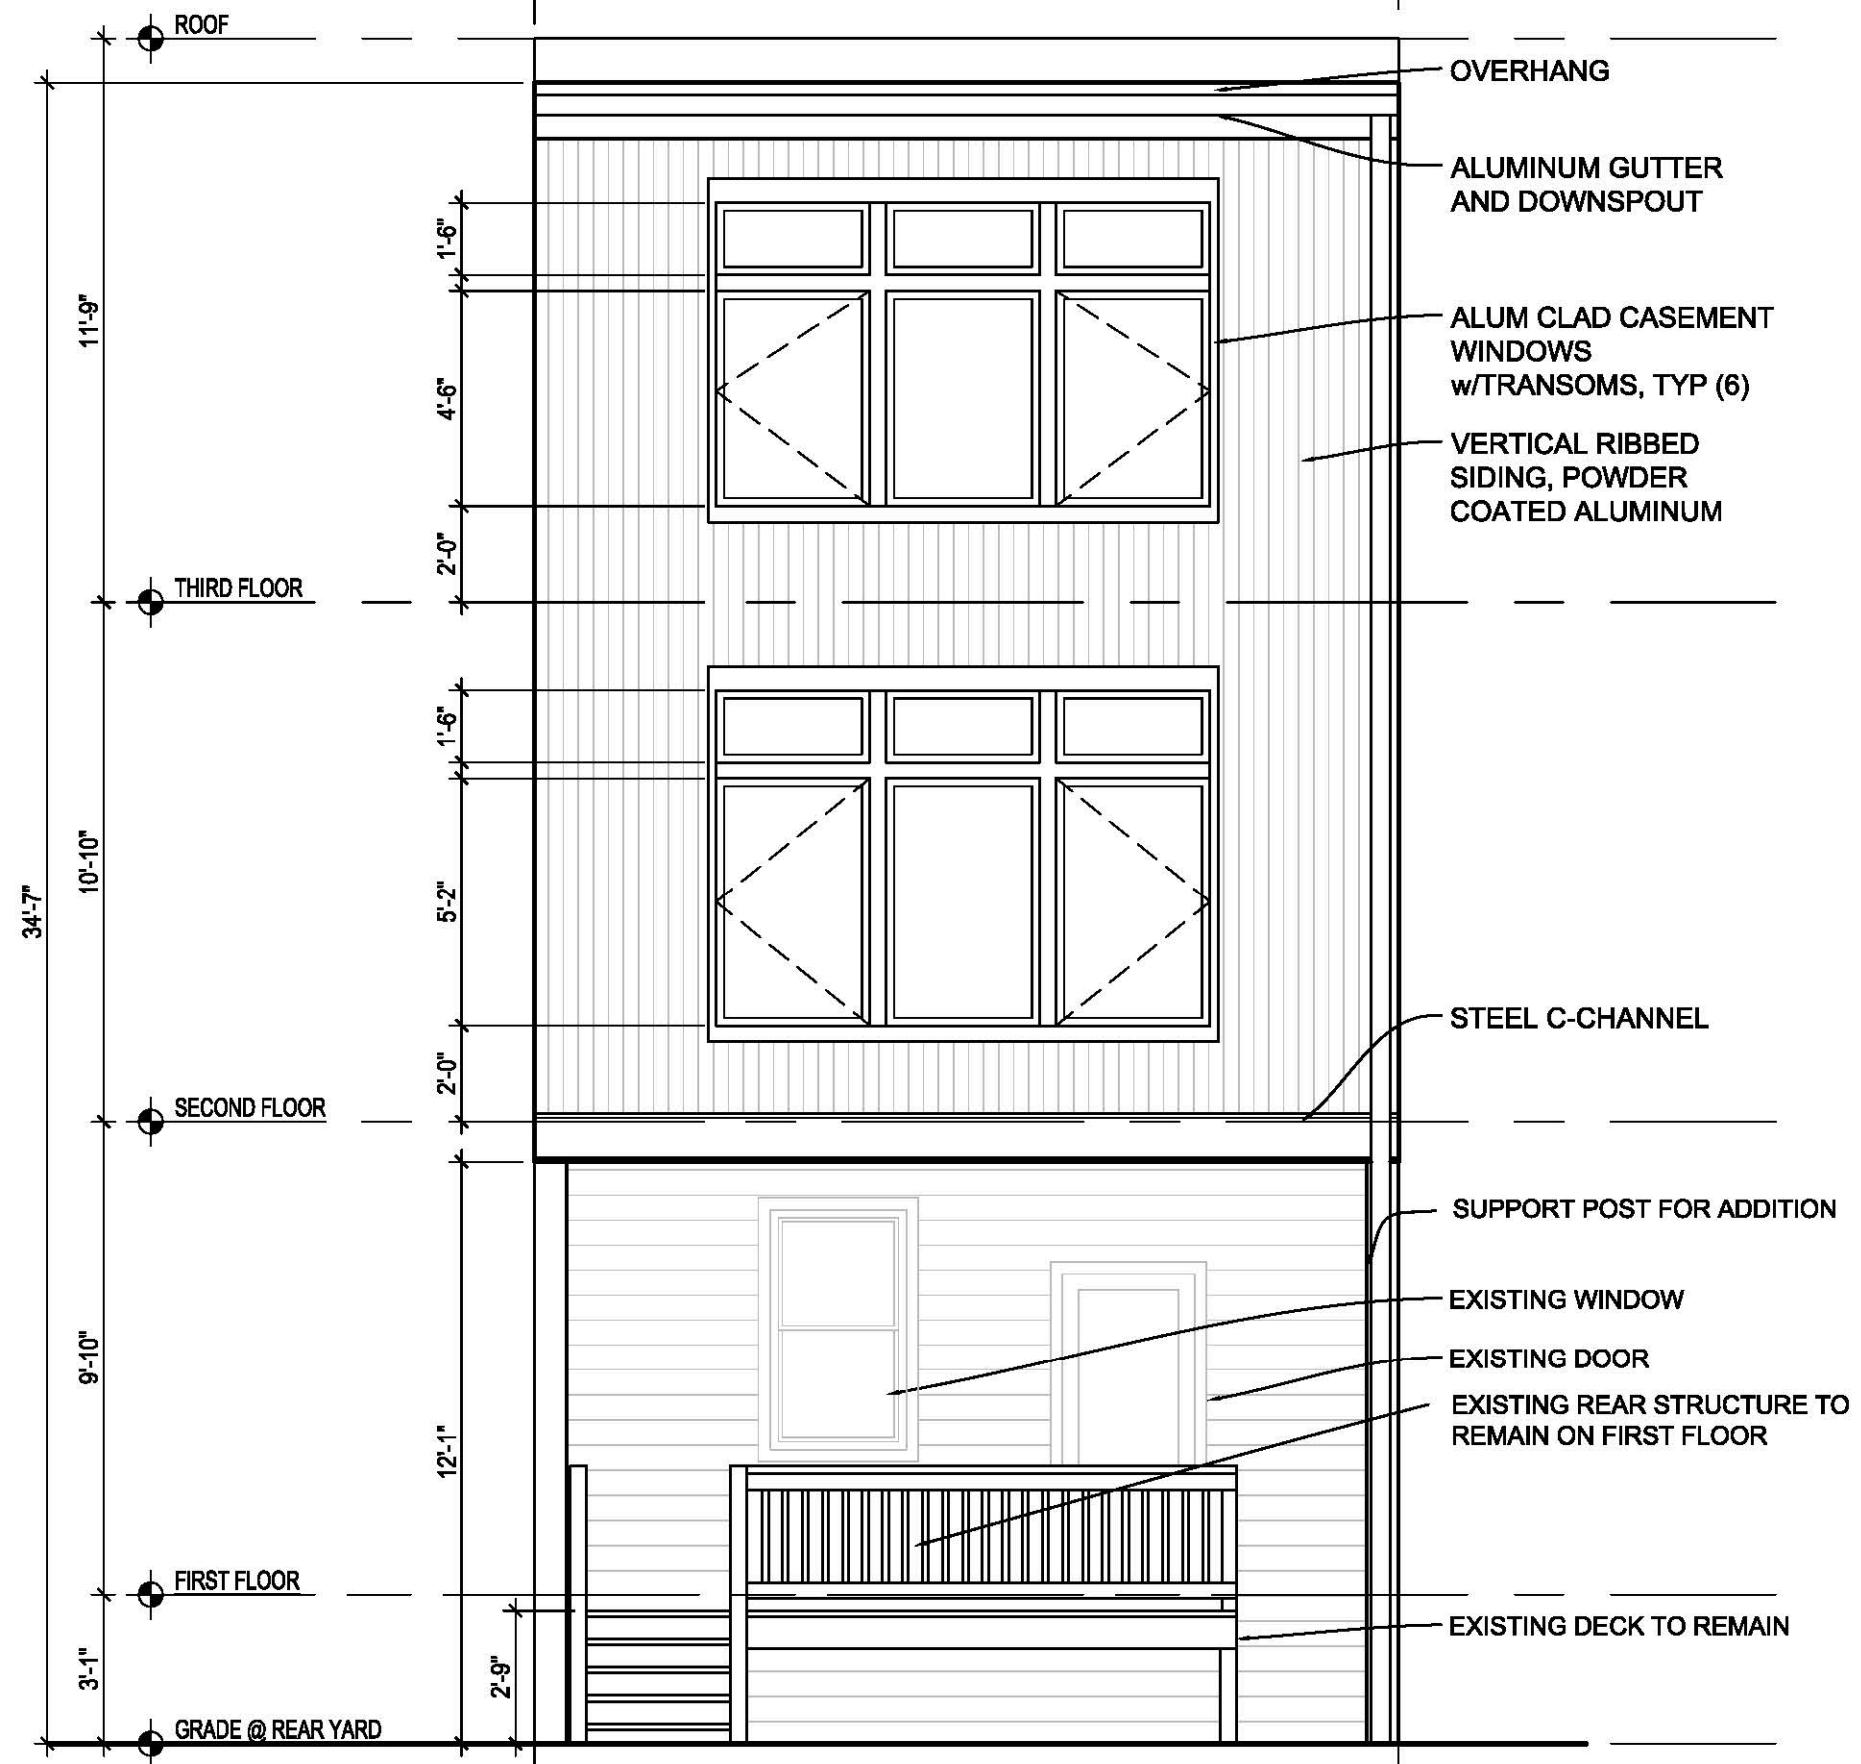 ROOF
OVERHANG
ALUMINUM GUTTER
AND DOWNSPOUT
1'-6"
11'-9"
ALUM CLAD CASEMENT
WINDOWS
w/TRANSOMS, TYP (6)
4'-6"
VERTICAL RIBBED
SIDING, POWDER
COATED ALUMINUM
2'-0"
THIRD FLOOR
1'-6"
10'-10"
34'-7"
5'-2"
STEEL C-CHANNEL
2'-0"
SECOND FLOOR
SUPPORT POST FOR ADDITION
EXISTING WINDOW
9'-10"
EXISTING DOOR
EXISTING REAR STRUCTURE TO
REMAIN ON FIRST FLOOR
12'-1"
FIRST FLOOR
EXISTING DECK TO REMAIN
3'-1"
2'-9"
GRADE @ REAR YARD